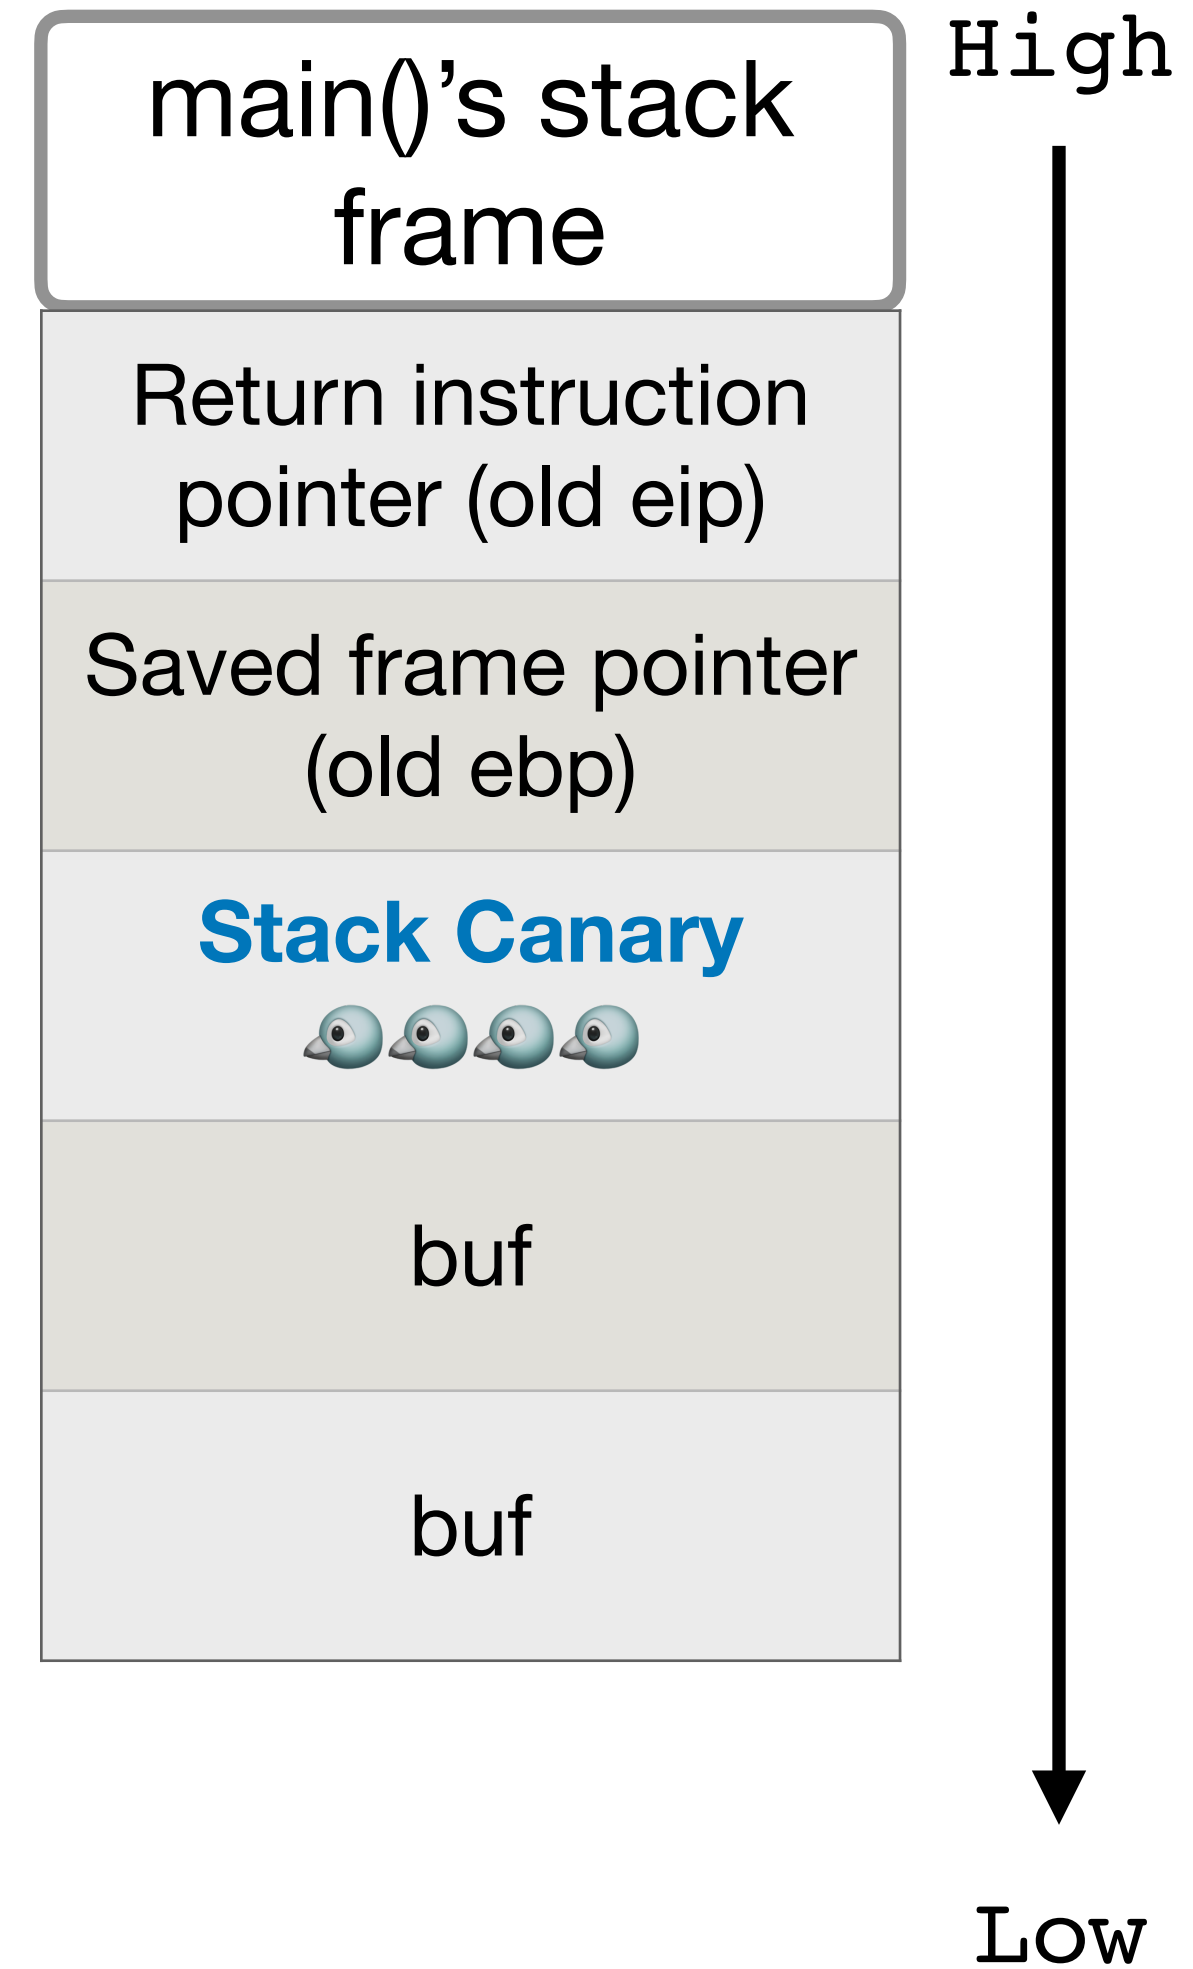 main()’s stack
frame
High
Return instruction
pointer (old eip)
Saved frame pointer
(old ebp)
Stack Canary
buf
buf
Low